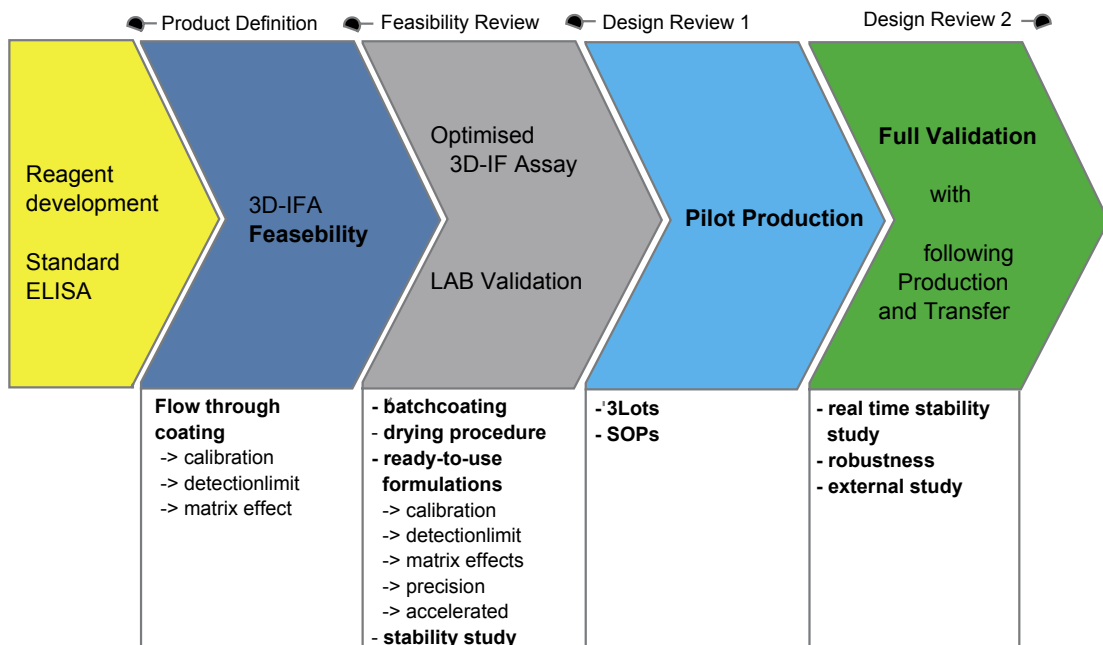 Product Definition
Feasibility Review
Design Review 1
Design Review 2
Reagent
development
Standard
ELISA
3D-IFA
Feasebility
Optimised
3D-IF Assay
LAB Validation
Pilot Production
Full Validation
with
following
Production
and Transfer
Flow through
coating
-> calibration
-> detectionlimit
-> matrix effect
- batchcoating
- drying procedure
- ready-to-use
formulations
-> calibration
-> detectionlimit
-> matrix effects
-> precision
-> accelerated
- stability study
- 3Lots
- SOPs
- real time stability
study
- robustness
- external study